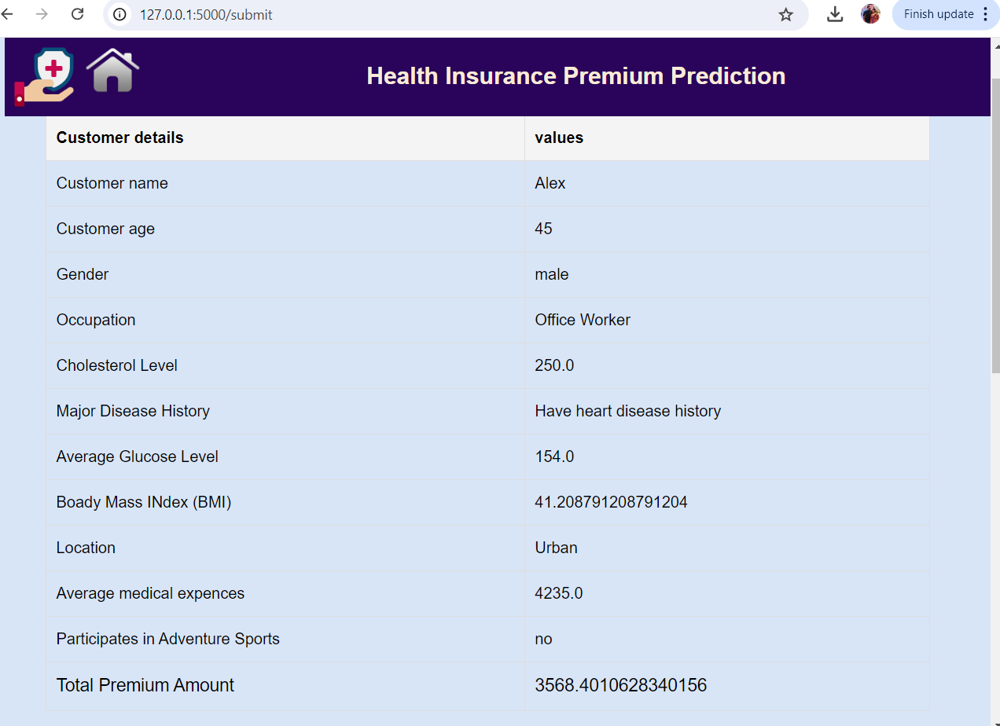 127.0.0.1:5000/submit Finish update
Health Insurance Premium Prediction
Customer details values
Customer name Alex
Customer age 45
Gender male
Occupation Office Worker
Cholesterol Level 250.0
Major Disease History Have heart disease history
Average Glucose Level 154.0
Boady Mass INdex (BMI) 41.208791208791204
Location Urban
Average medical expences 4235.0
Participates in Adventure Sports no
Total Premium Amount 3568.4010628340156